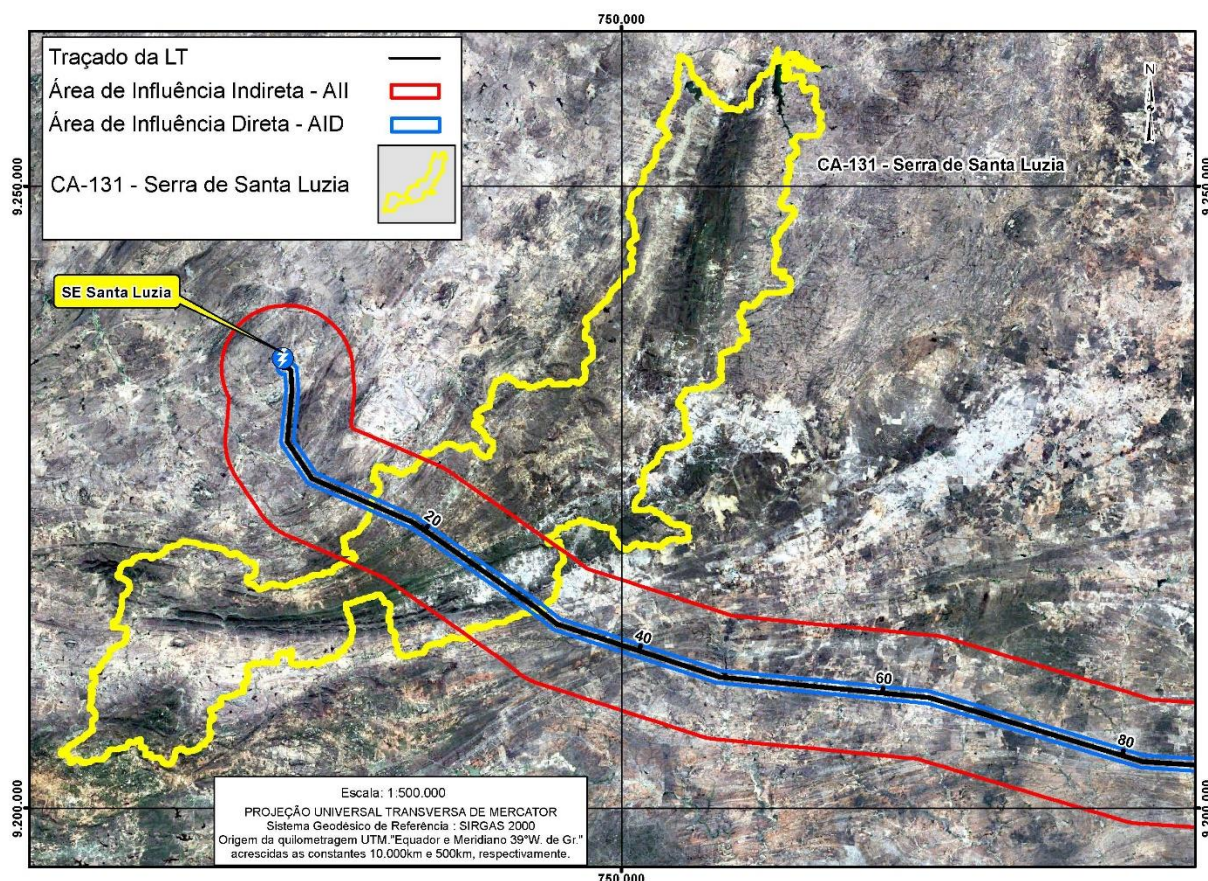 750.000
Traçado da LT
Área de Influência Indireta - AII
Área de Influência Direta - AID
CA-131 - Serra de Santa Luzia
N
CA-131 - Serra de Santa Luzia
9.250.000
9.250.000
SE Santa Luzia
20
40
60
80
9.200.000
9.200.000
Escala: 1:500.000
PROJEÇÃO UNIVERSAL TRANSVERSA DE MERCATOR
Sistema Geodésico de Referência : SIRGAS 2000
Origem da quilometragem UTM."Equador e Meridiano 39°W. de Gr."
acrescidas as constantes 10.000km e 500km, respectivamente.
750.000